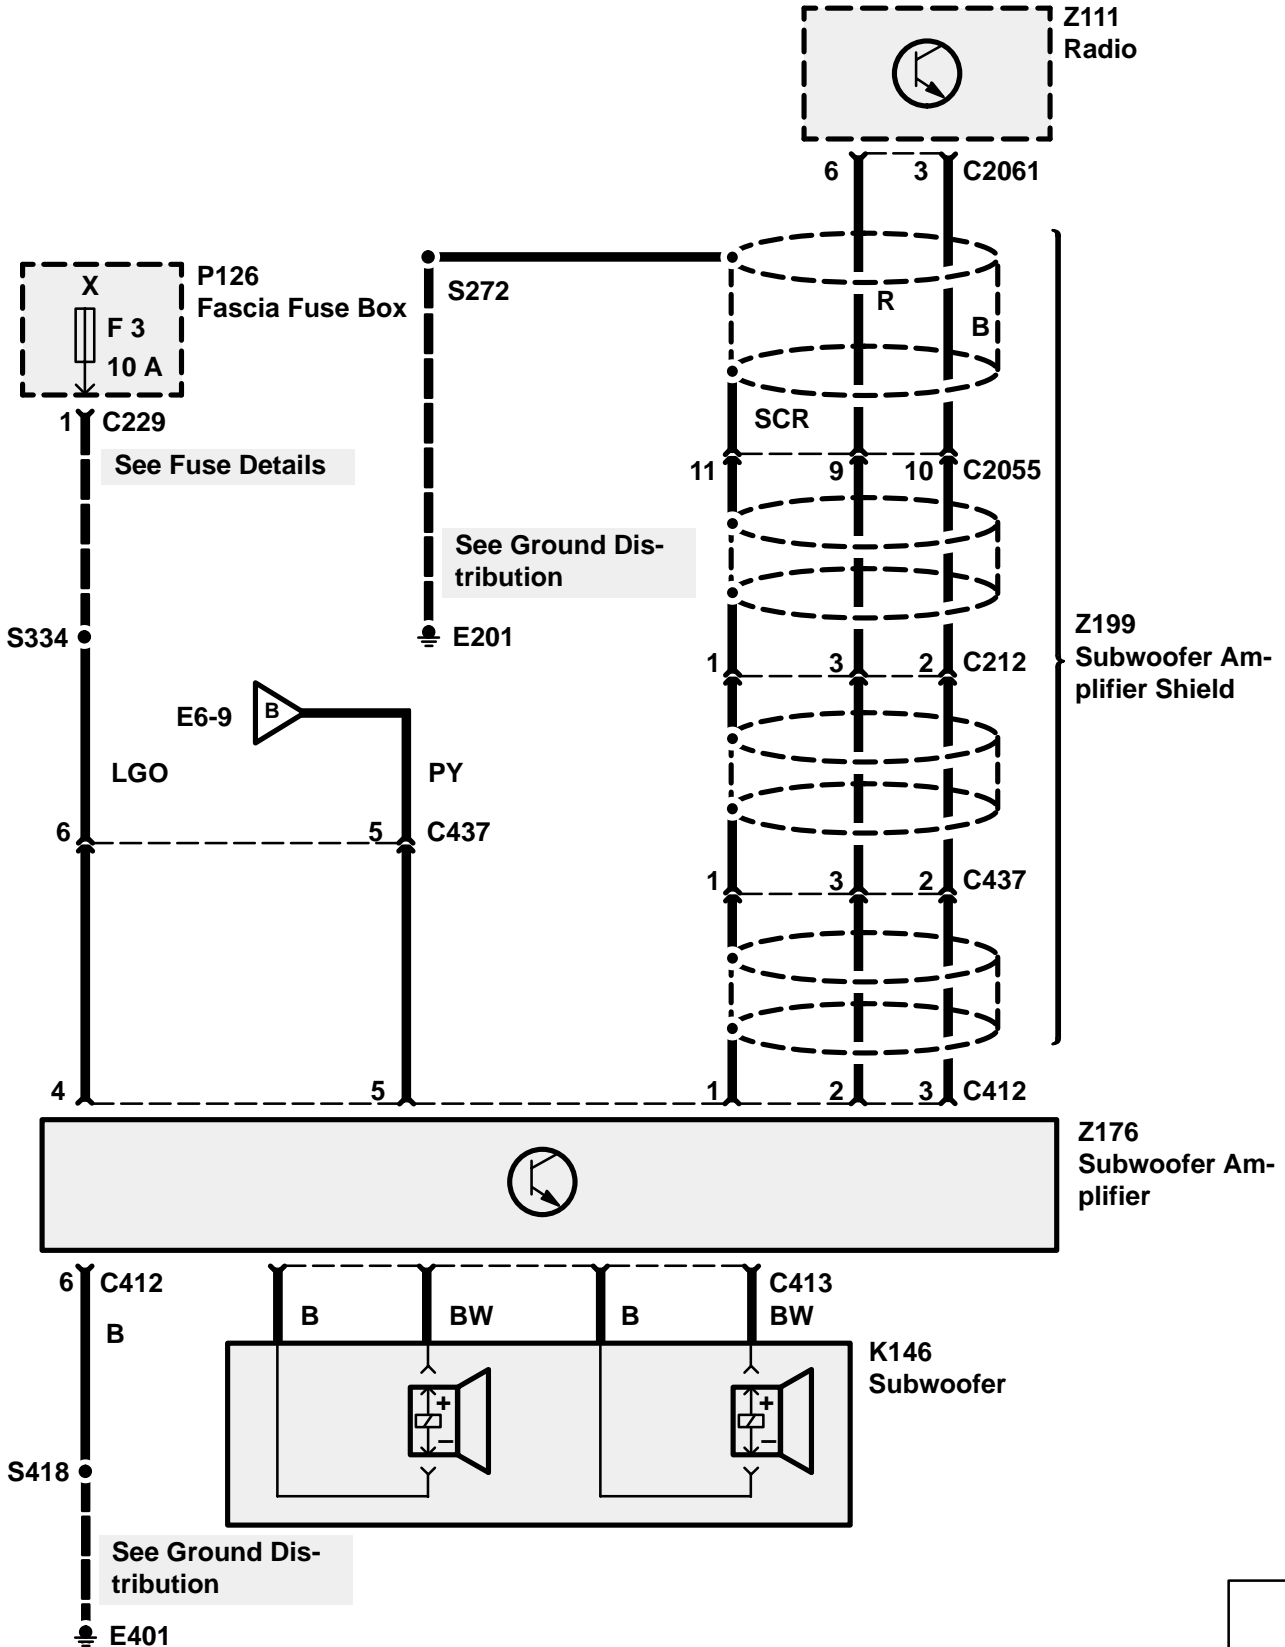 Z111
Radio
6 3 C2061
P126
Fascia Fuse Box
X
F 3
10 A
S272
R
B
1 C229
See Fuse Details
SCR
11 9 10 C2055
See Ground Dis-
tribution
S334
E201
Z199
Subwoofer Am-
plifier Shield
1 3 2 C212
E6-9 B
LGO PY
6 5 C437
1 3 2 C437
4 5 1 2 3 C412
Z176
Subwoofer Am-
plifier
6 C412
C413
B BW B BW
B
K146
Subwoofer
+ +
– –
S418
See Ground Dis-
tribution
E401